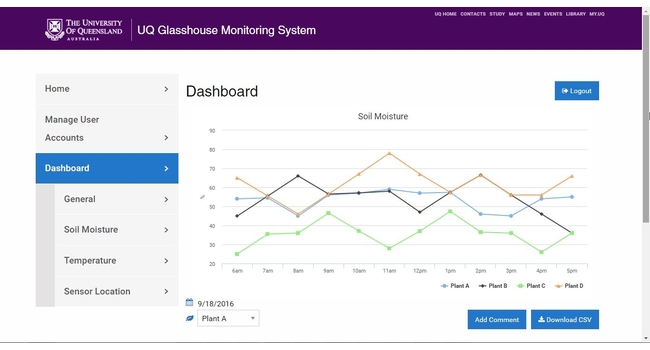 THE UNIVERSITY
OF QUEENSLAND
AUSTRALIA
UQ Glasshouse Monitoring System
UQ HOME CONTACTS STUDY MAPS NEWS EVENTS LIBRARY MY.UQ
Home
Manage User
Accounts
Dashboard
General
Soil Moisture
Temperature
Sensor Location
Dashboard
Logout
Soil Moisture
90
80
70
60
50
40
30
20
%
6am 7am 8am 9am 10am 11am 12pm 1pm 2pm 3pm 4pm 5pm
Plant A Plant B Plant C Plant D
9/18/2016
Plant A
Add Comment
Download CSV